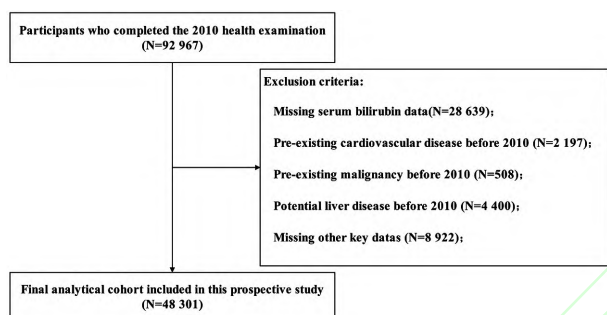 Participants who completed the 2010 health examination
(N=92 967)
Exclusion criteria:
Missing serum bilirubin data(N=28 639);
Pre-existing cardiovascular disease before 2010 (N=2 197);
Pre-existing malignancy before 2010 (N=508);
Potential liver disease before 2010 (N=4 400);
Missing other key datas (N=8 922);
Final analytical cohort included in this prospective study
(N=48 301)